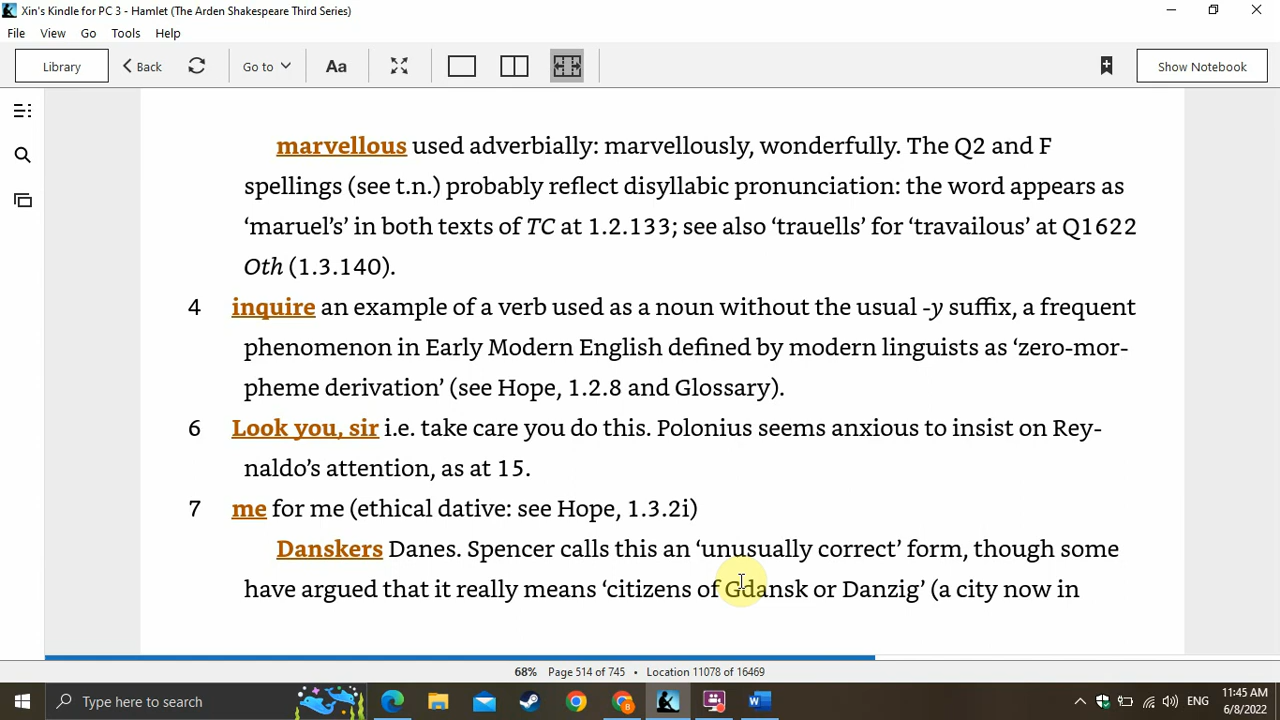 Xin's Kindle for PC 3 - Hamlet (The Arden Shakespeare Third Series)
File View Go Tools Help
Library Back Go to Aa Show Notebook
marvellous used adverbially: marvellously, wonderfully. The Q2 and F
spellings (see t.n.) probably reflect disyllabic pronunciation: the word appears as
‘maruel’s’ in both texts of TC at 1.2.133; see also ‘trauells’ for ‘travailous’ at Q1622
Oth (1.3.140).
4 inquire an example of a verb used as a noun without the usual -y suffix, a frequent
phenomenon in Early Modern English defined by modern linguists as ‘zero-mor-
pheme derivation’ (see Hope, 1.2.8 and Glossary).
6 Look you, sir i.e. take care you do this. Polonius seems anxious to insist on Rey-
naldo’s attention, as at 15.
7 me for me (ethical dative: see Hope, 1.3.2i)
Danskers Danes. Spencer calls this an ‘unusually correct’ form, though some
have argued that it really means ‘citizens of Gdansk or Danzig’ (a city now in
68% Page 514 of 745 • Location 11078 of 16469
Type here to search
ENG
11:45 AM
6/8/2022